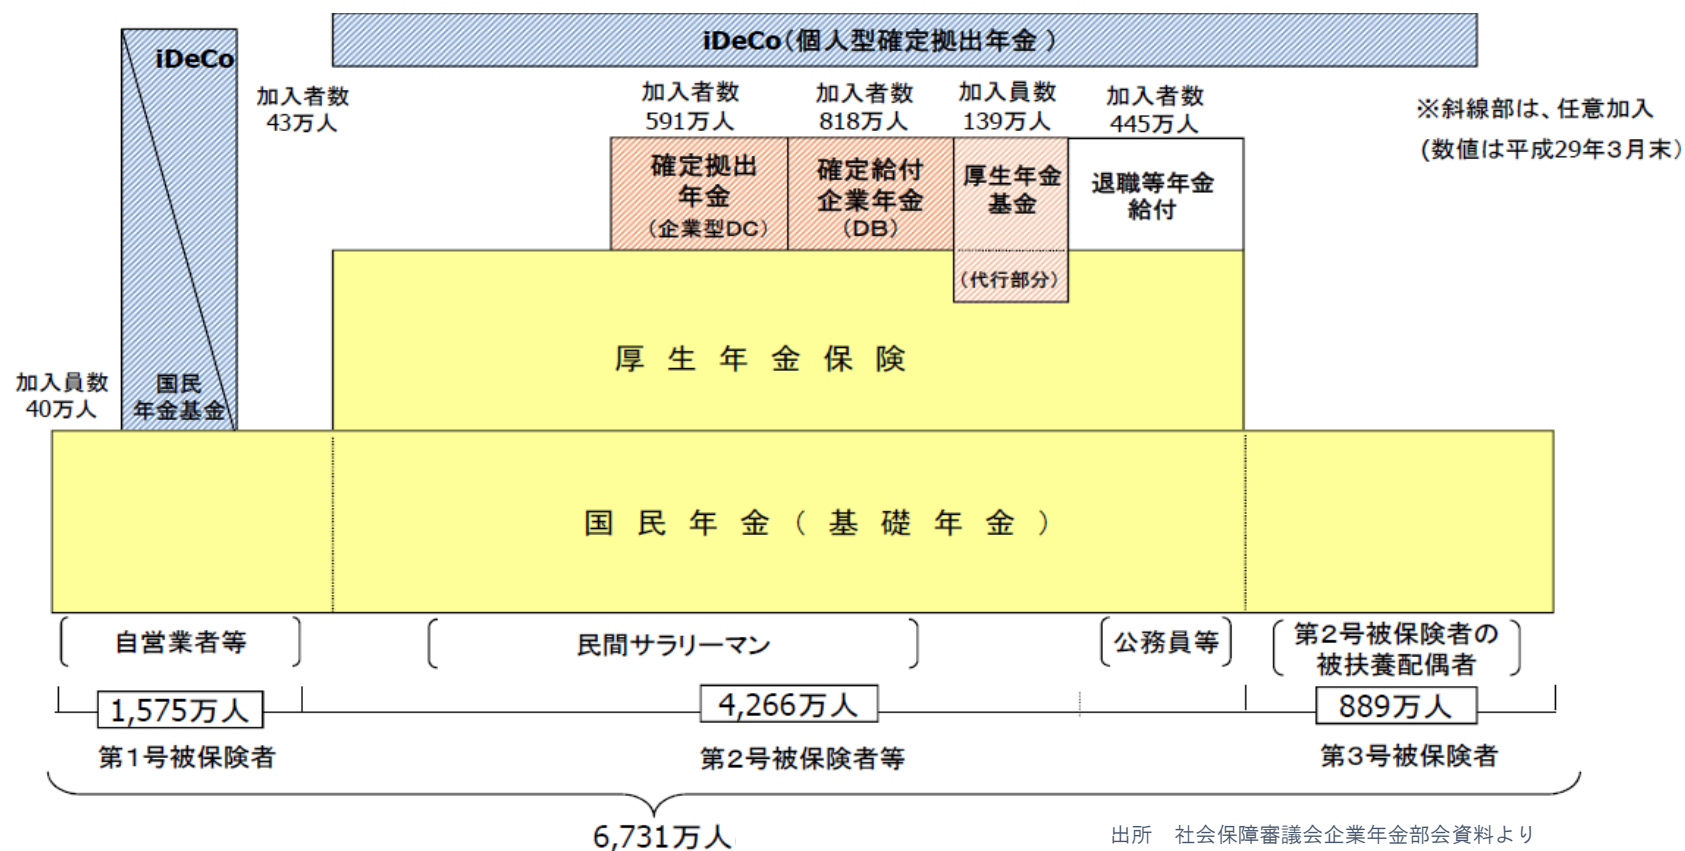 iDeCo（個人型確定拠出年金 ）
iDeCo
加入者数
43万人
加入者数
591万人
加入者数
818万人
加入員数
139万人
加入者数
445万人
※斜線部は、任意加入
(数値は平成29年３月末）
確定拠出
年金
（企業型DC）
確定給付
企業年金
（DB）
厚生年金
基金
（代行部分）
退職等年金
給付
厚生年金保険
加入員数
40万人
国民
年金基金
国民年金（基礎年金）
自営業者等
民間サラリーマン
公務員等
第２号被保険者の
被扶養配偶者
1,575万人
4,266万人
889万人
第１号被保険者
第２号被保険者等
第３号被保険者
6,731万人
出所　社会保障審議会企業年金部会資料より